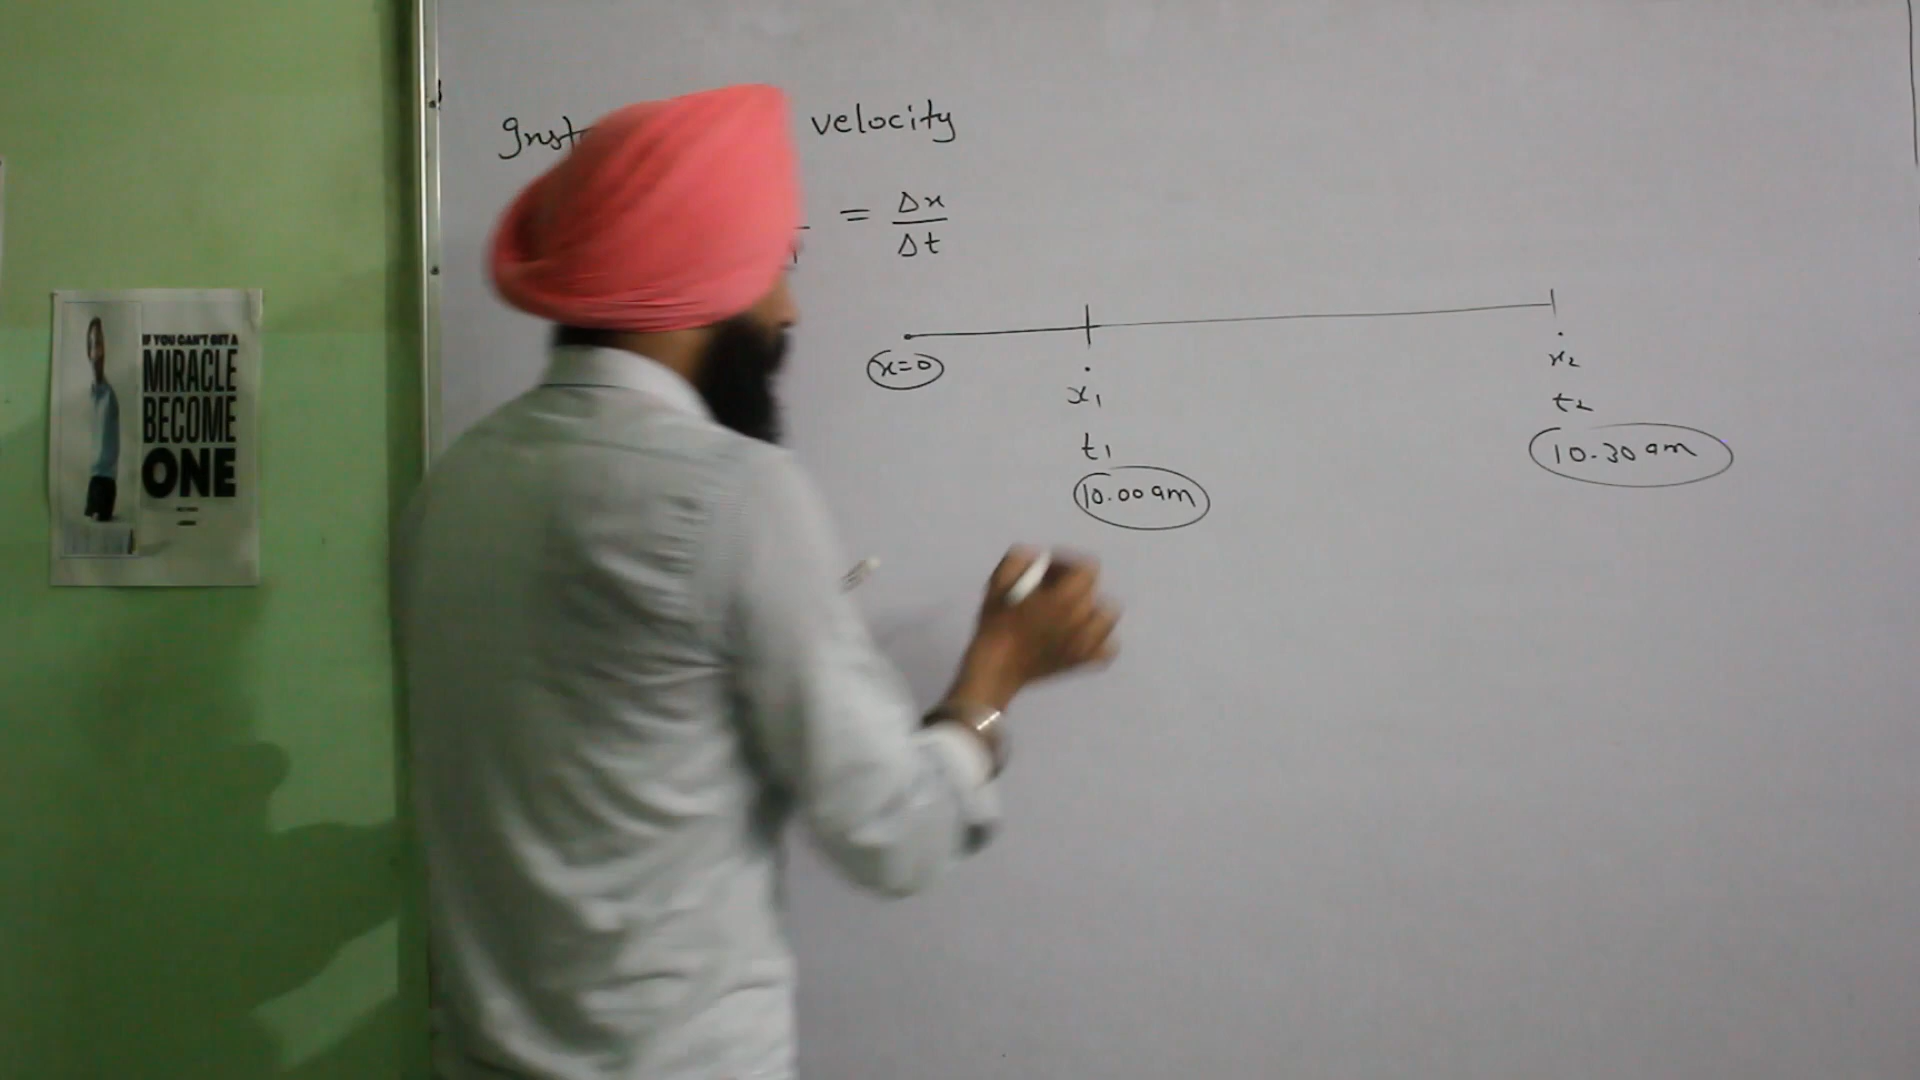 velocity
= Δx
Δt
x=0
x1
t1
10.00 am
x2
t2
10.30 am
IF YOU CAN'T GET A
MIRACLE
BECOME
ONE